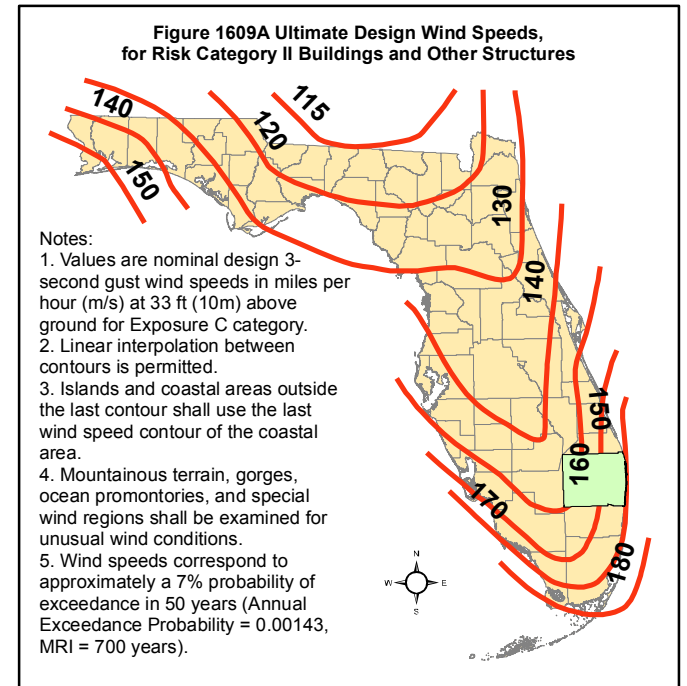 Figure 1609A Ultimate Design Wind Speeds,
for Risk Category II Buildings and Other Structures
115
140
120
150
130
Notes:
1. Values are nominal design 3-
second gust wind speeds in miles per
hour (m/s) at 33 ft (10m) above
ground for Exposure C category.
2. Linear interpolation between
contours is permitted.
3. Islands and coastal areas outside
the last contour shall use the last
wind speed contour of the coastal
area.
4. Mountainous terrain, gorges,
ocean promontories, and special
wind regions shall be examined for
unusual wind conditions.
5. Wind speeds correspond to
approximately a 7% probability of
exceedance in 50 years (Annual
Exceedance Probability = 0.00143,
MRI = 700 years).
140
150
160
170
180
N
W E
S